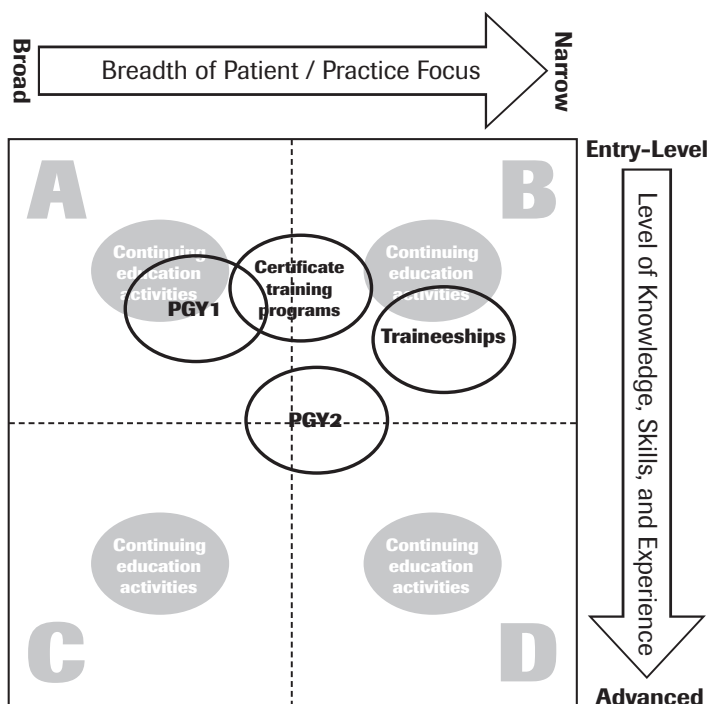 Broad
Breadth of Patient / Practice Focus
Narrow
Entry-Level
A
B
Continuing
education
activities
Certificate
training
programs
Continuing
education
activities
PGY1
Traineeships
PGY2
Level of Knowledge, Skills, and Experience
Continuing
education
activities
Continuing
education
activities
C
D
Advanced